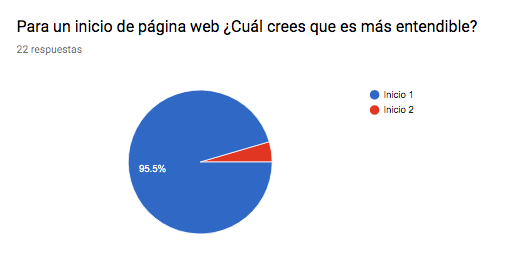 Para un inicio de página web ¿Cuál crees que es más entendible?
22 respuestas
Inicio 1
Inicio 2
95.5%